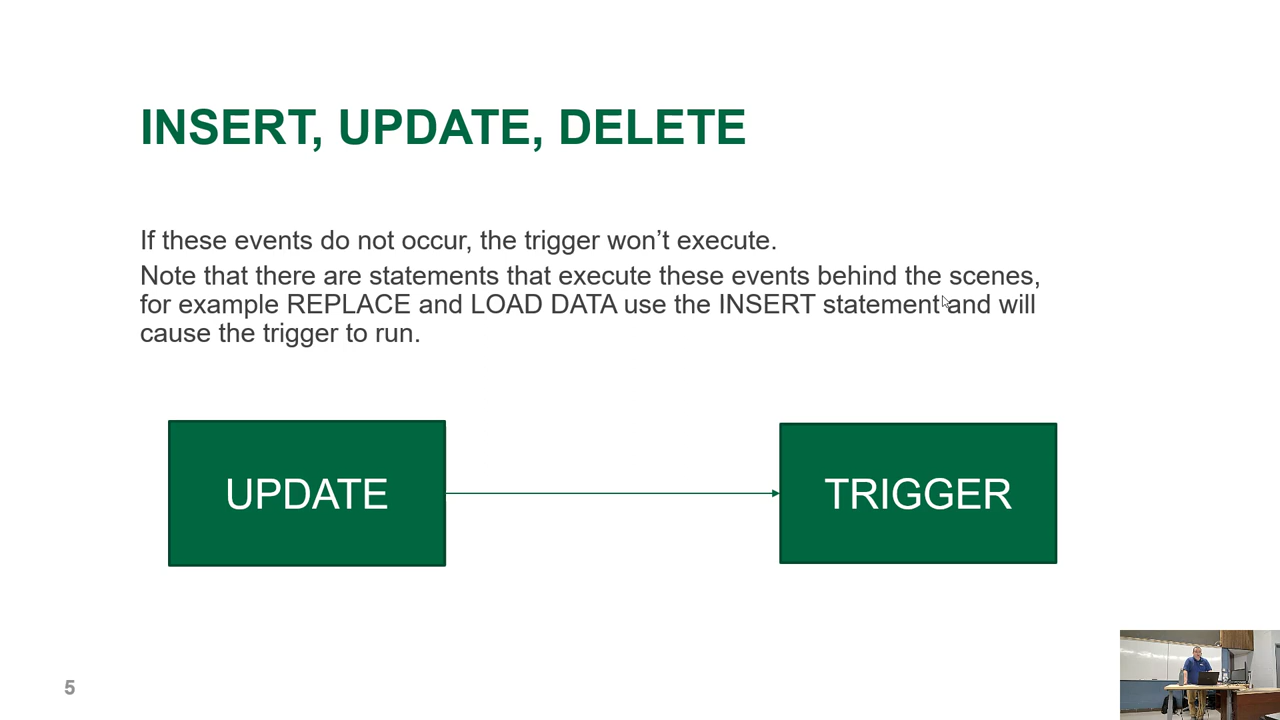 INSERT, UPDATE, DELETE
If these events do not occur, the trigger won’t execute.
Note that there are statements that execute these events behind the scenes,
for example REPLACE and LOAD DATA use the INSERT statement and will
cause the trigger to run.
UPDATE
TRIGGER
5